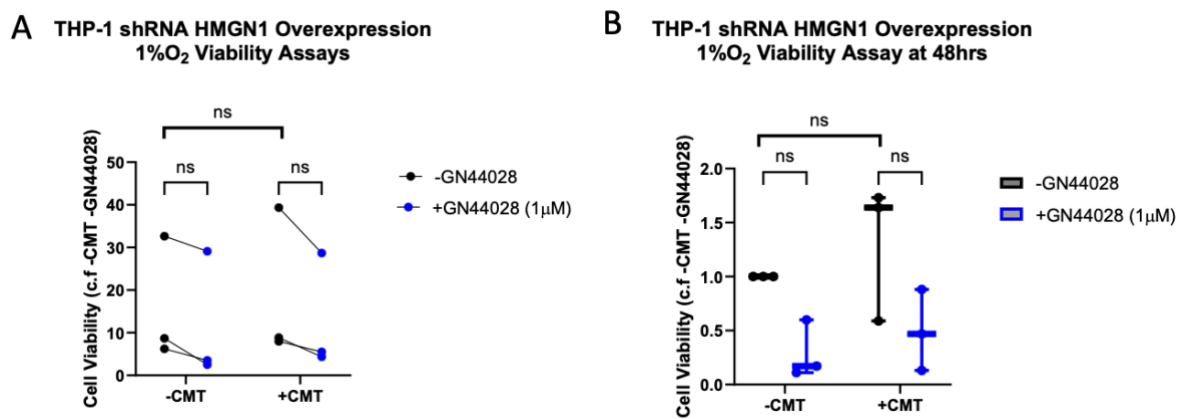 A
THP-1 shRNA HMGN1 Overexpression
1%O₂ Viability Assays
ns
ns
ns
Cell Viability (c.f -CMT -GN44028)
50
40
30
20
10
0
-CMT
+CMT
-GN44028
+GN44028 (1μM)
B
THP-1 shRNA HMGN1 Overexpression
1%O₂ Viability Assay at 48hrs
ns
ns
ns
Cell Viability (c.f -CMT -GN44028)
2.0
1.5
1.0
0.5
0.0
-CMT
+CMT
-GN44028
+GN44028 (1μM)